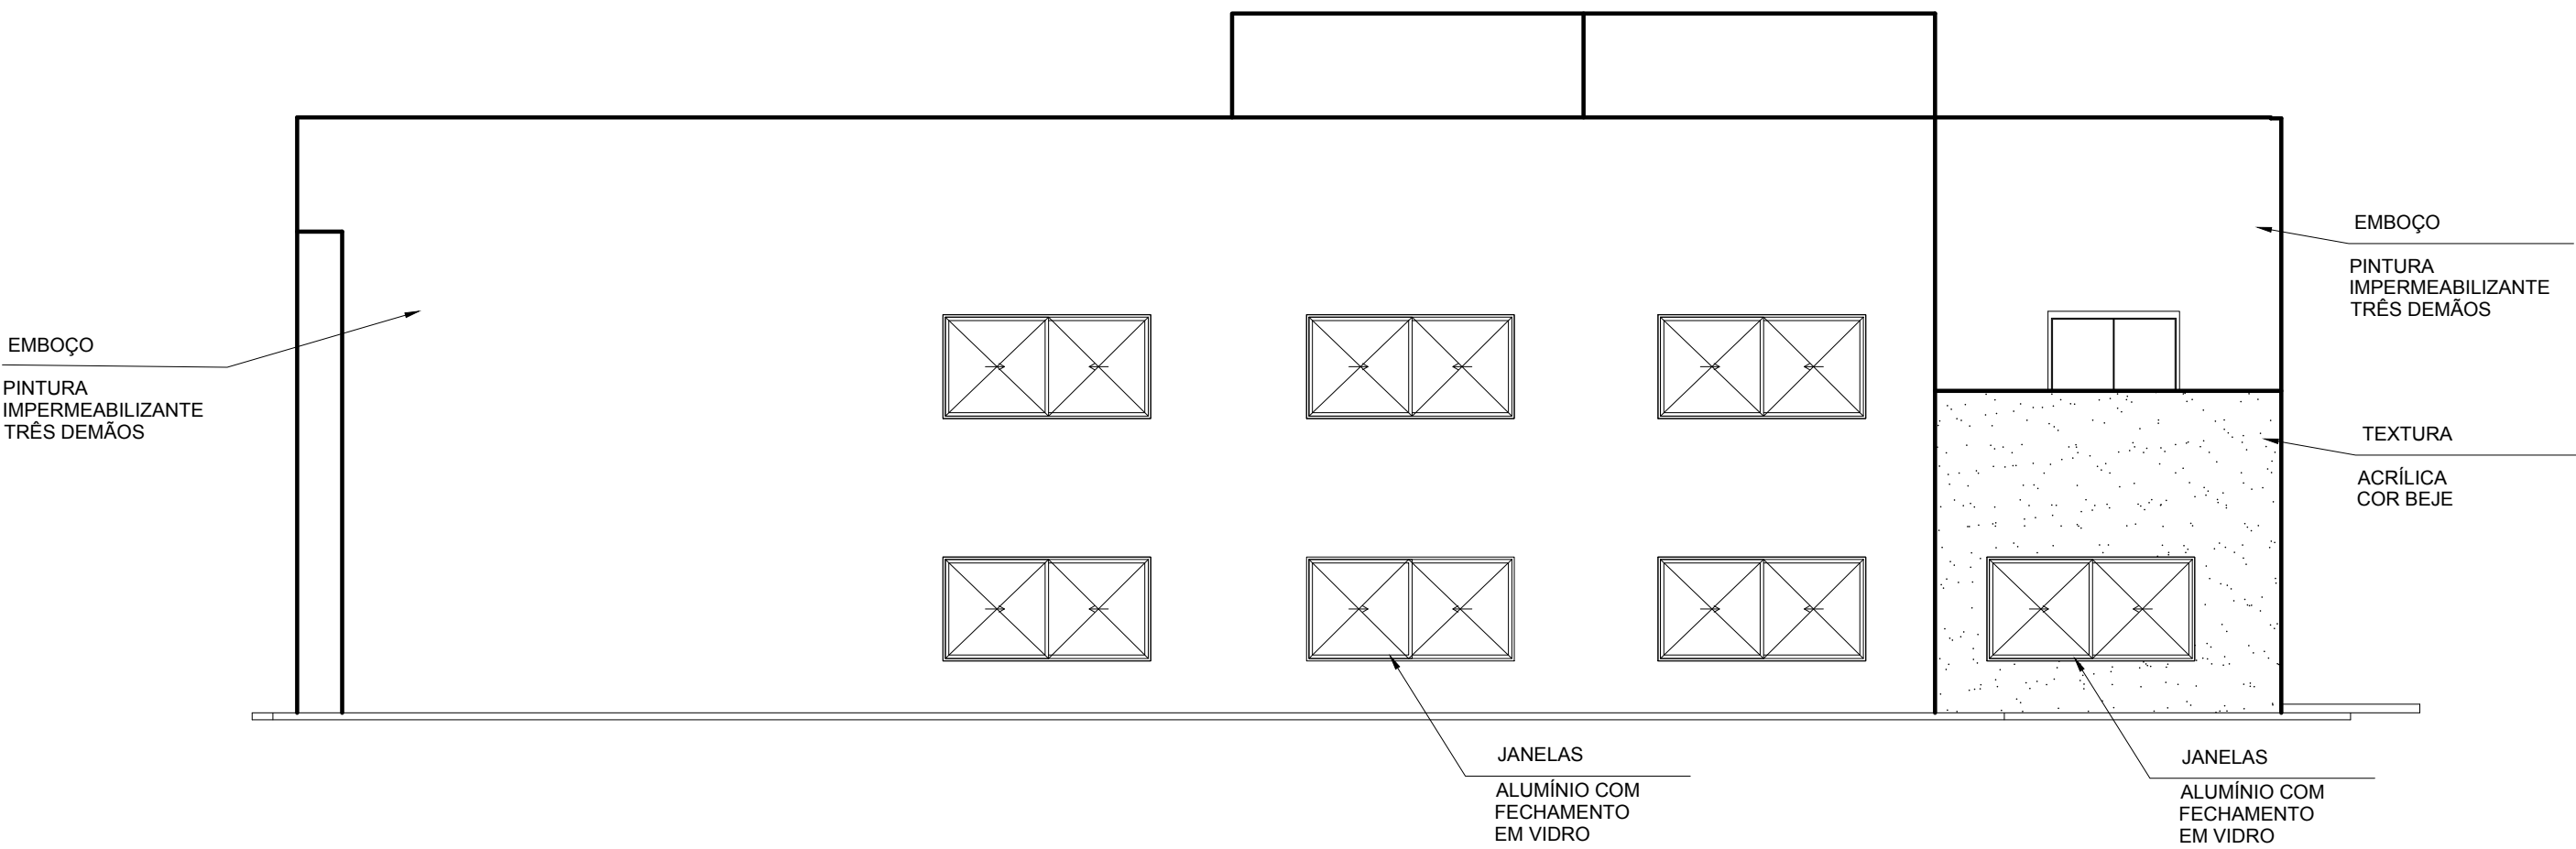 EMBOÇO
PINTURA
IMPERMEABILIZANTE
TRÊS DEMÃOS
EMBOÇO
PINTURA
IMPERMEABILIZANTE
TRÊS DEMÃOS
TEXTURA
ACRÍLICA
COR BEJE
JANELAS
ALUMÍNIO COM
FECHAMENTO
EM VIDRO
JANELAS
ALUMÍNIO COM
FECHAMENTO
EM VIDRO